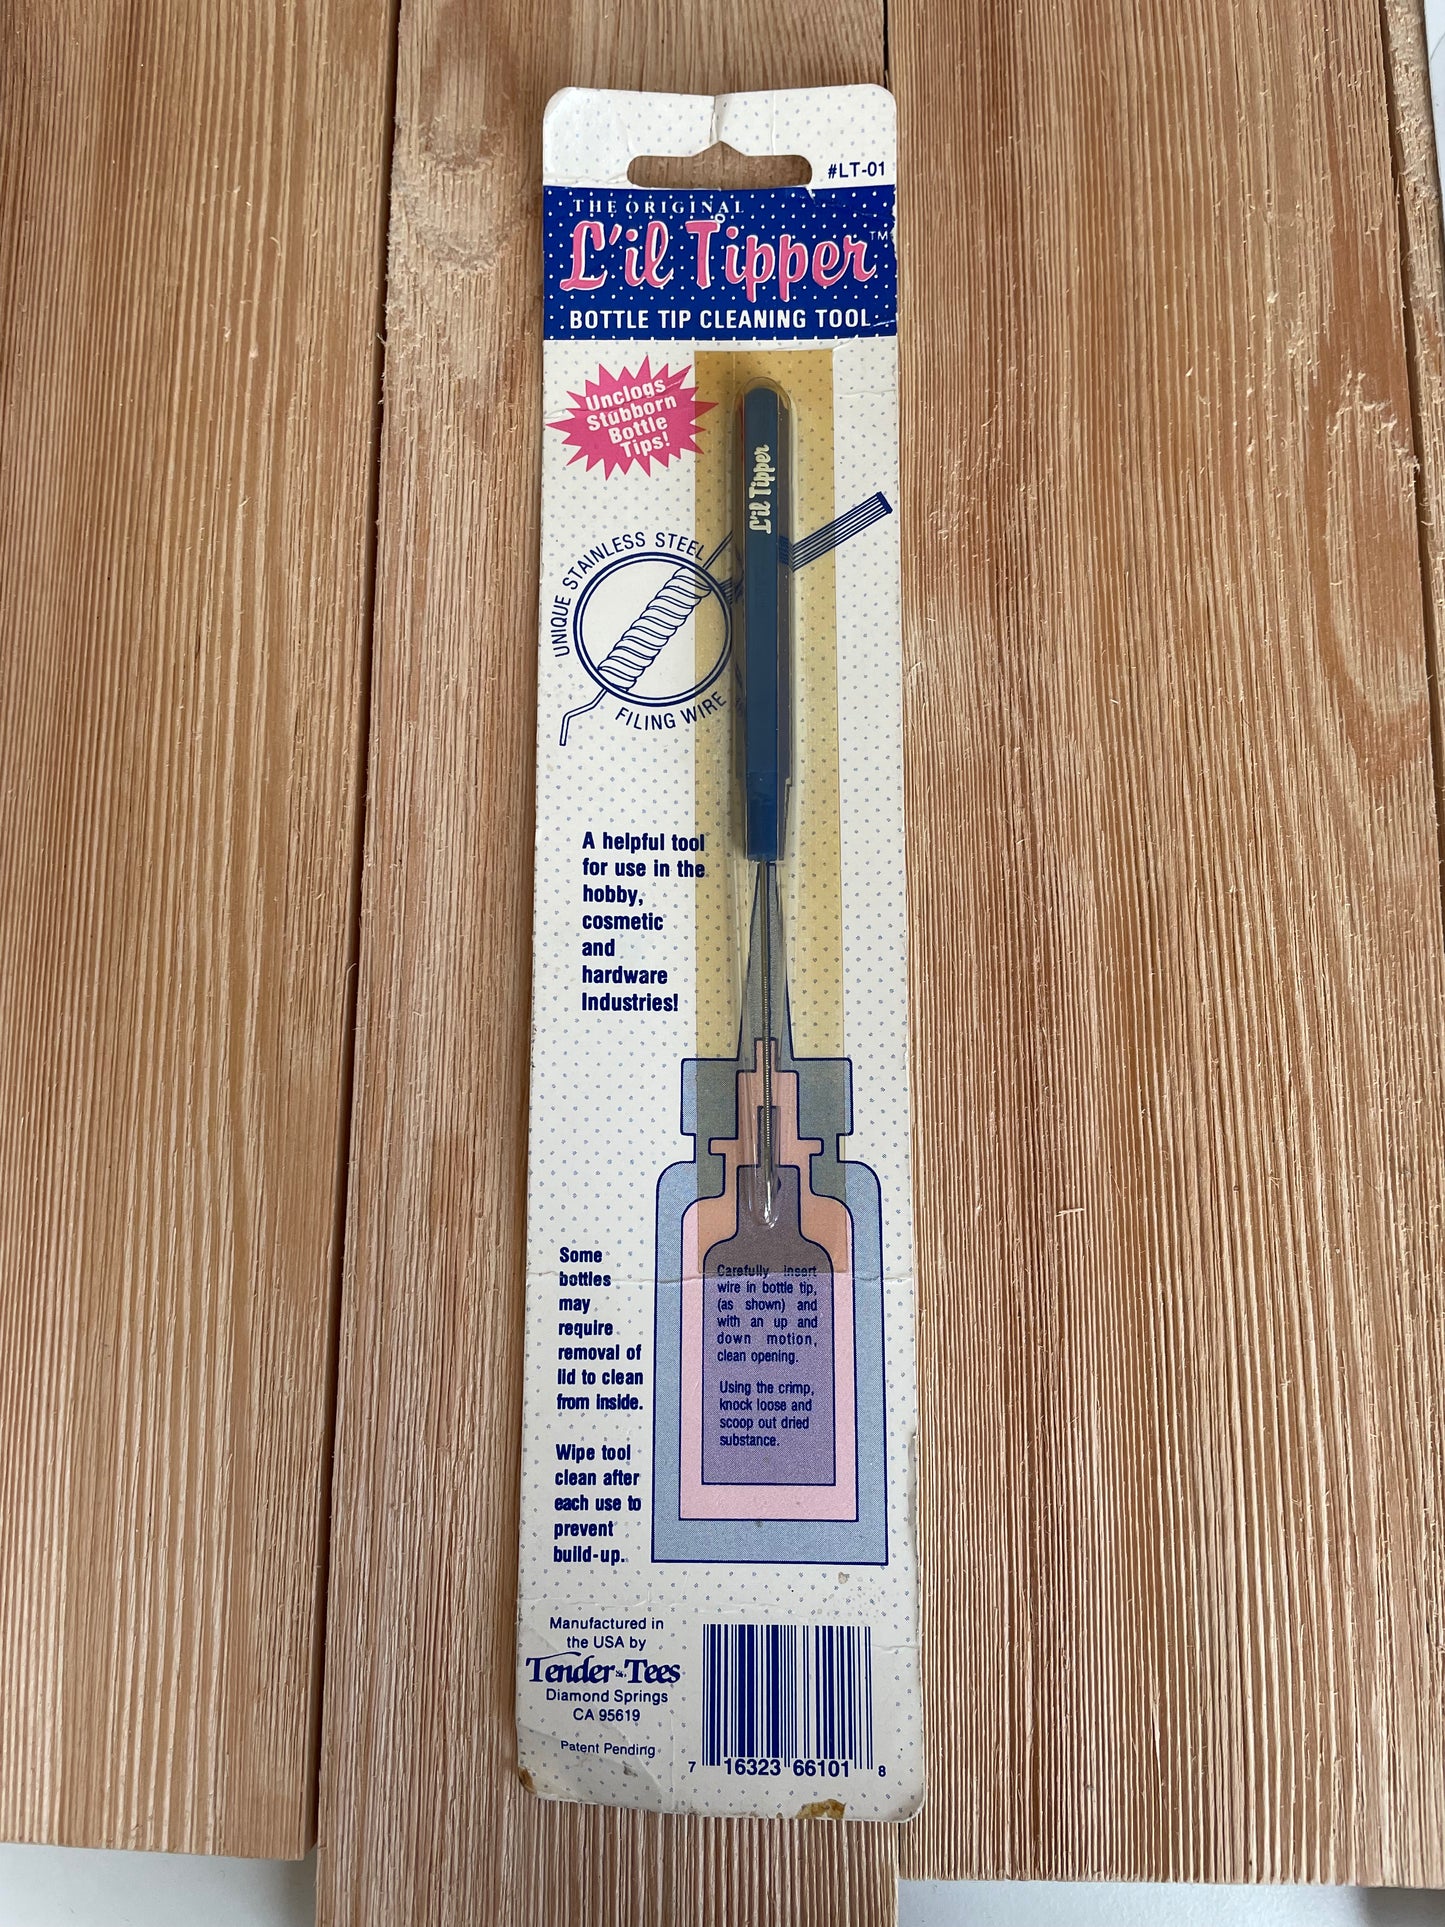 #LT-01
THE ORIGINAL
L'il Tipper™
BOTTLE TIP CLEANING TOOL
Unclogs
Stubborn
Bottle
Tips!
L'il Tipper
UNIQUE STAINLESS STEEL
FILING WIRE
A helpful tool
for use in the
hobby,
cosmetic
and
hardware
Industries!
Some
bottles
may
require
removal of
lid to clean
from inside.
Wipe tool
clean after
each use to
prevent
build-up.
Carefully insert
wire in bottle tip,
(as shown) and
with an up and
down motion,
clean opening.
Using the crimp,
knock loose and
scoop out dried
substance.
Manufactured in
the USA by
Tender Tees
Diamond Springs
CA 95619
Patent Pending
7 16323 66101 8